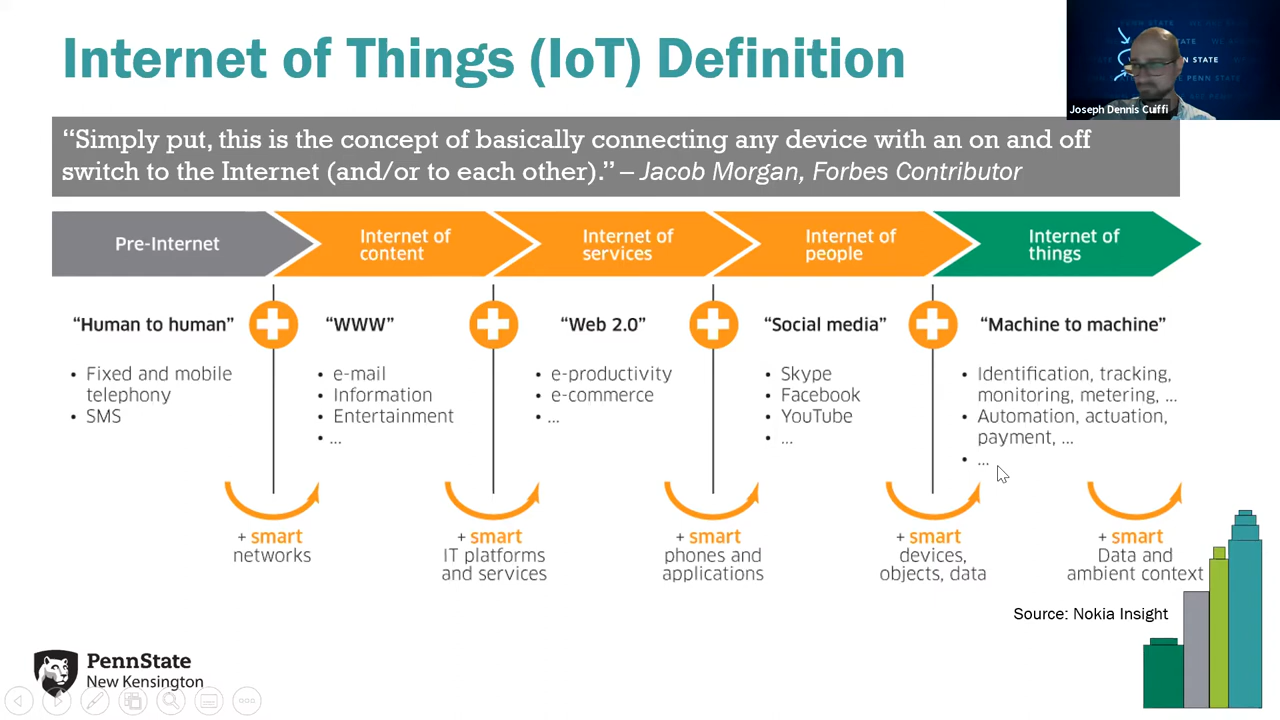 Internet of Things (IoT) Definition
Joseph Dennis Cuiffi
“Simply put, this is the concept of basically connecting any device with an on and off
switch to the Internet (and/or to each other).” – Jacob Morgan, Forbes Contributor
Pre-Internet
Internet of
content
Internet of
services
Internet of
people
Internet of
things
“Human to human”
“WWW”
“Web 2.0”
“Social media”
“Machine to machine”
• Fixed and mobile
telephony
• SMS
• e-mail
• Information
• Entertainment
• ...
• e-productivity
• e-commerce
• ...
• Skype
• Facebook
• YouTube
• ...
• Identification, tracking,
monitoring, metering, ...
• Automation, actuation,
payment, ...
• ...
+ smart
networks
+ smart
IT platforms
and services
+ smart
phones and
applications
+ smart
devices,
objects, data
+ smart
Data and
ambient context
Source: Nokia Insight
PennState
New Kensington